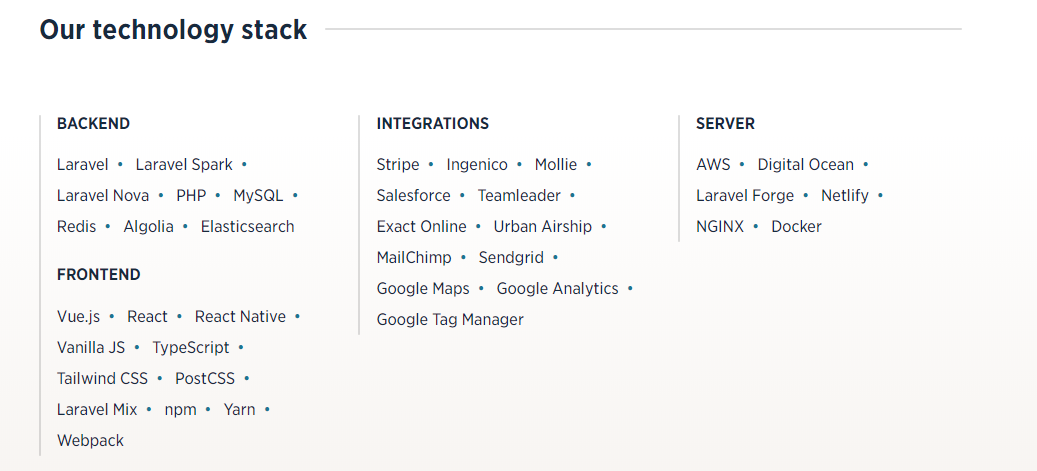 Our technology stack
BACKEND
Laravel • Laravel Spark •
Laravel Nova • PHP • MySQL •
Redis • Algolia • Elasticsearch
FRONTEND
Vue.js • React • React Native •
Vanilla JS • TypeScript •
Tailwind CSS • PostCSS •
Laravel Mix • npm • Yarn •
Webpack
INTEGRATIONS
Stripe • Ingenico • Mollie •
Salesforce • Teamleader •
Exact Online • Urban Airship •
MailChimp • Sendgrid •
Google Maps • Google Analytics •
Google Tag Manager
SERVER
AWS • Digital Ocean •
Laravel Forge • Netlify •
NGINX • Docker